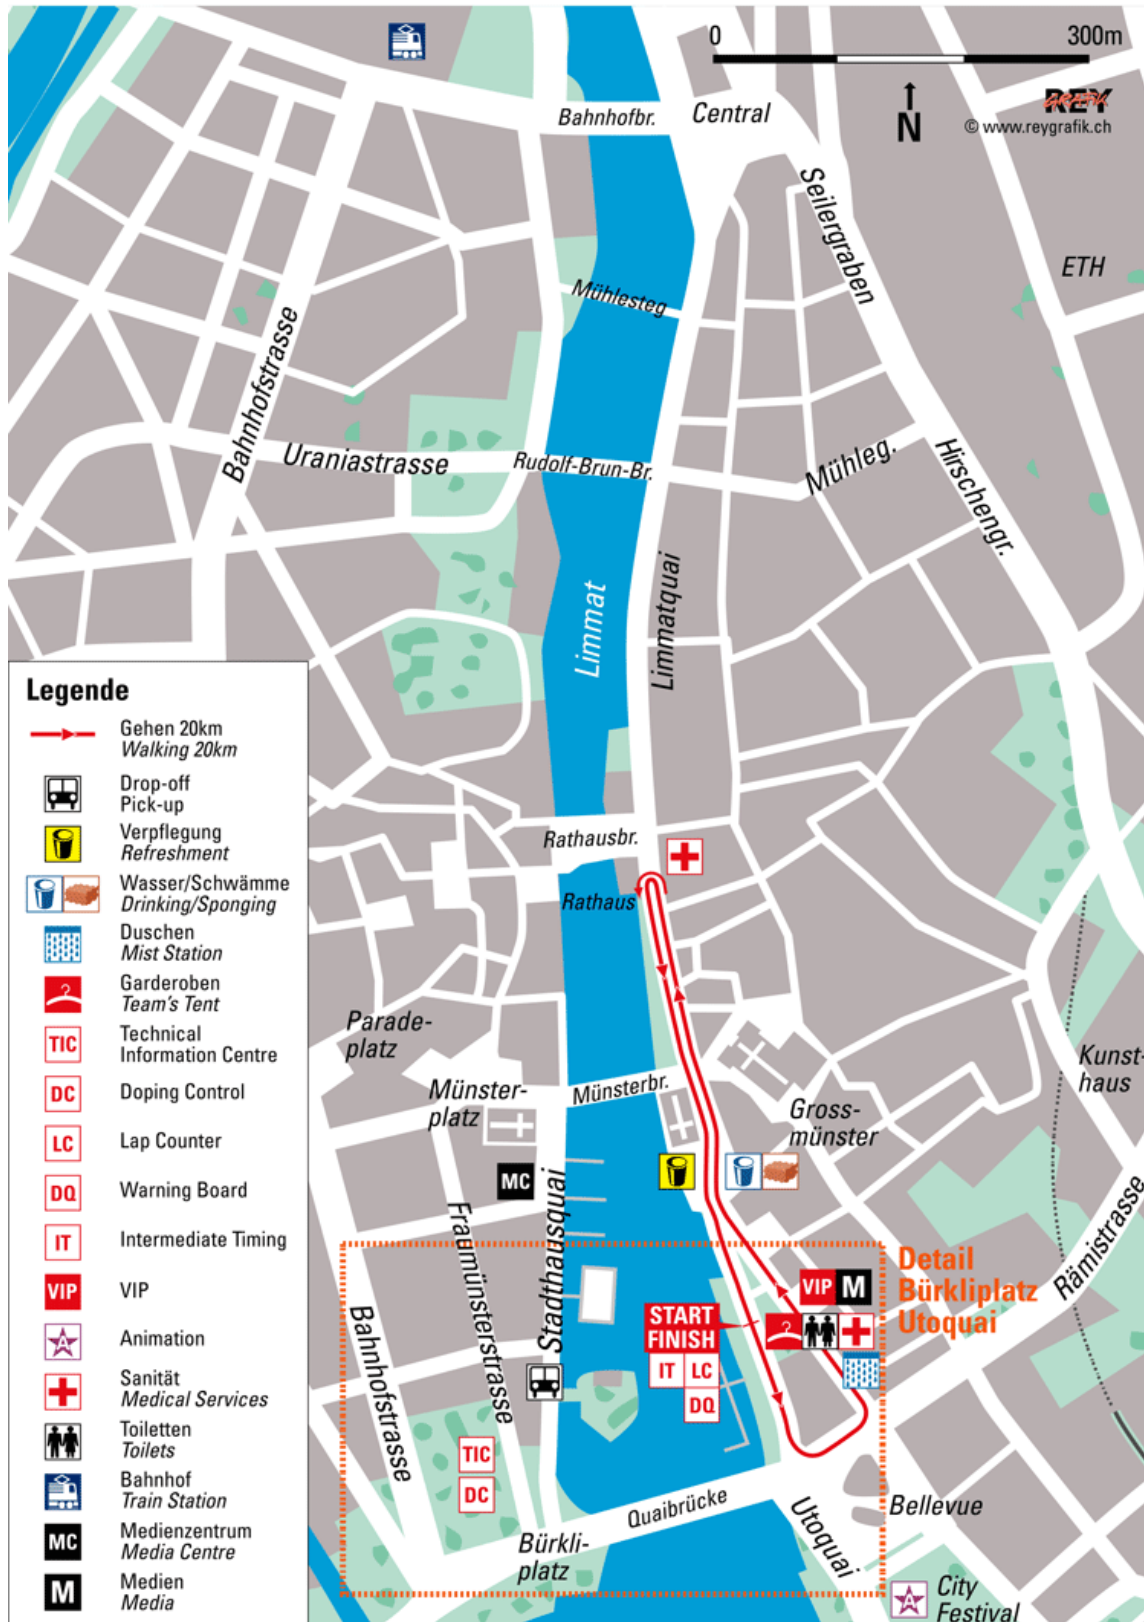 0
300m
Bahnhofbr.
Central
N
REY
GRAFIK
© www.reygrafik.ch
Seilergraben
ETH
Mühlesteg
Bahnhofstrasse
Uraniastrasse
Rudolf-Brun-Br.
Mühleg.
Hirschengr.
Limmat
Limmatquai
Rathausbr.
Rathaus
Parade-
platz
Münster-
platz
Münsterbr.
Gross-
münster
Kunst-
haus
MC
Stadthausquai
Fraumünsterstrasse
Bahnhofstrasse
Rämistrasse
Detail
Bürkliplatz
Utoquai
VIP
M
START
FINISH
IT
LC
DQ
TIC
DC
Quaibrücke
Bürkli-
platz
Utoquai
Bellevue
A
City
Festival
Legende
Gehen 20km
Walking 20km
Drop-off
Pick-up
Verpflegung
Refreshment
Wasser/Schwämme
Drinking/Sponging
Duschen
Mist Station
Garderoben
Team's Tent
TIC
Technical
Information Centre
DC
Doping Control
LC
Lap Counter
DQ
Warning Board
IT
Intermediate Timing
VIP
VIP
A
Animation
Sanität
Medical Services
Toiletten
Toilets
Bahnhof
Train Station
MC
Medienzentrum
Media Centre
M
Medien
Media